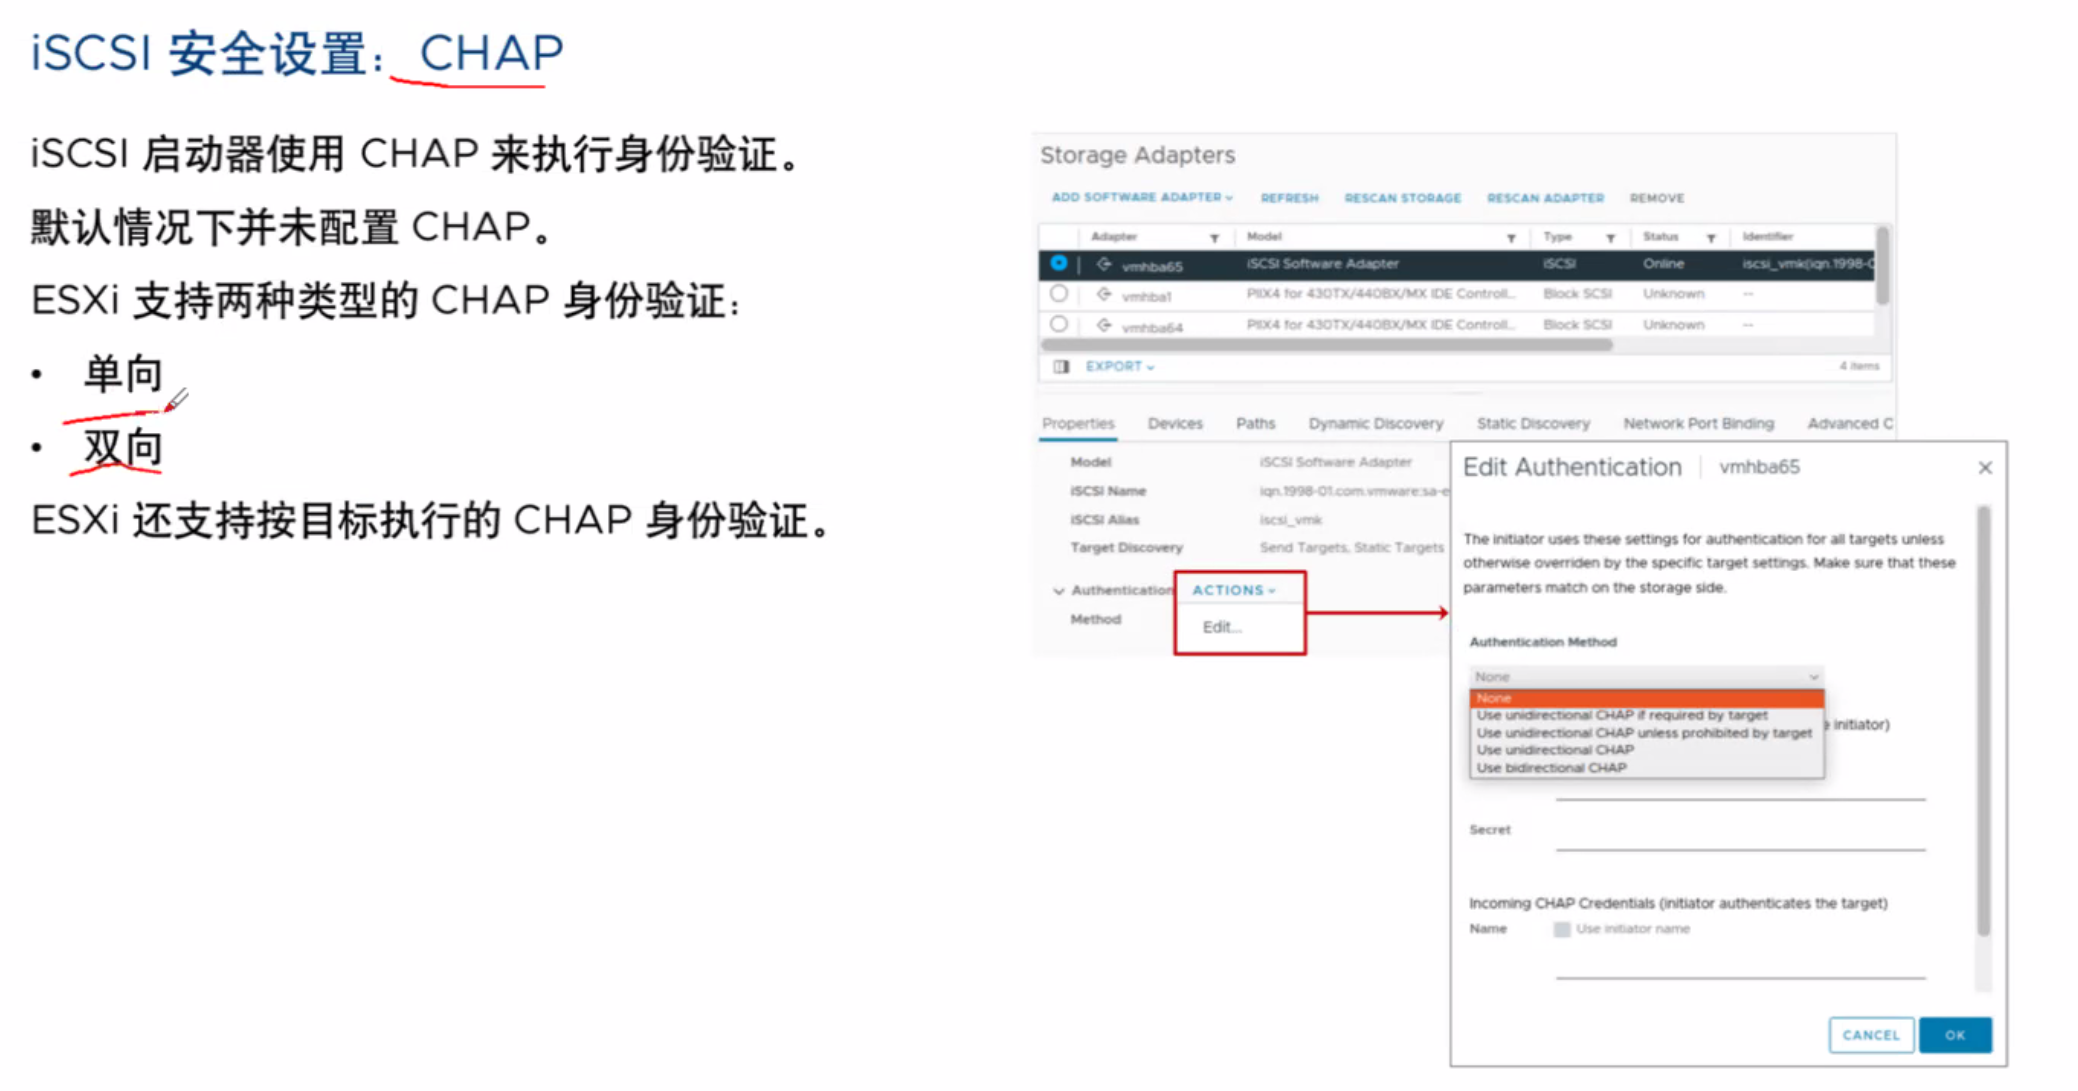 iSCSI 安全设置： CHAP
iSCSI 启动器使用 CHAP 来执行身份验证。
默认情况下并未配置 CHAP。
ESXi 支持两种类型的 CHAP 身份验证：
• 单向
• 双向
ESXi 还支持按目标执行的 CHAP 身份验证。
Storage Adapters
ADD SOFTWARE ADAPTER REFRESH RESCAN STORAGE RESCAN ADAPTER REMOVE
Adapter Model Type Status Identifier
vmhba65 iSCSI Software Adapter iSCSI Online iscsi_vmk(iqn.1998-0
vmhba1 PIIX4 for 430TX/440BX/MX IDE Controll... Block SCSI Unknown --
vmhba64 PIIX4 for 430TX/440BX/MX IDE Controll... Block SCSI Unknown --
EXPORT 4 items
Properties Devices Paths Dynamic Discovery Static Discovery Network Port Binding Advanced O
Model iSCSI Software Adapter
iSCSI Name iqn.1998-01.com.vmware:sa-e
iSCSI Alias iscsi_vmk
Target Discovery Send Targets, Static Targets
Authentication ACTIONS
Method
Edit...
Edit Authentication | vmhba65
The initiator uses these settings for authentication for all targets unless
otherwise overriden by the specific target settings. Make sure that these
parameters match on the storage side.
Authentication Method
None
None
Use unidirectional CHAP if required by target
Use unidirectional CHAP unless prohibited by target
Use unidirectional CHAP
Use bidirectional CHAP
initiator)
Secret
Incoming CHAP Credentials (initiator authenticates the target)
Name Use initiator name
CANCEL OK